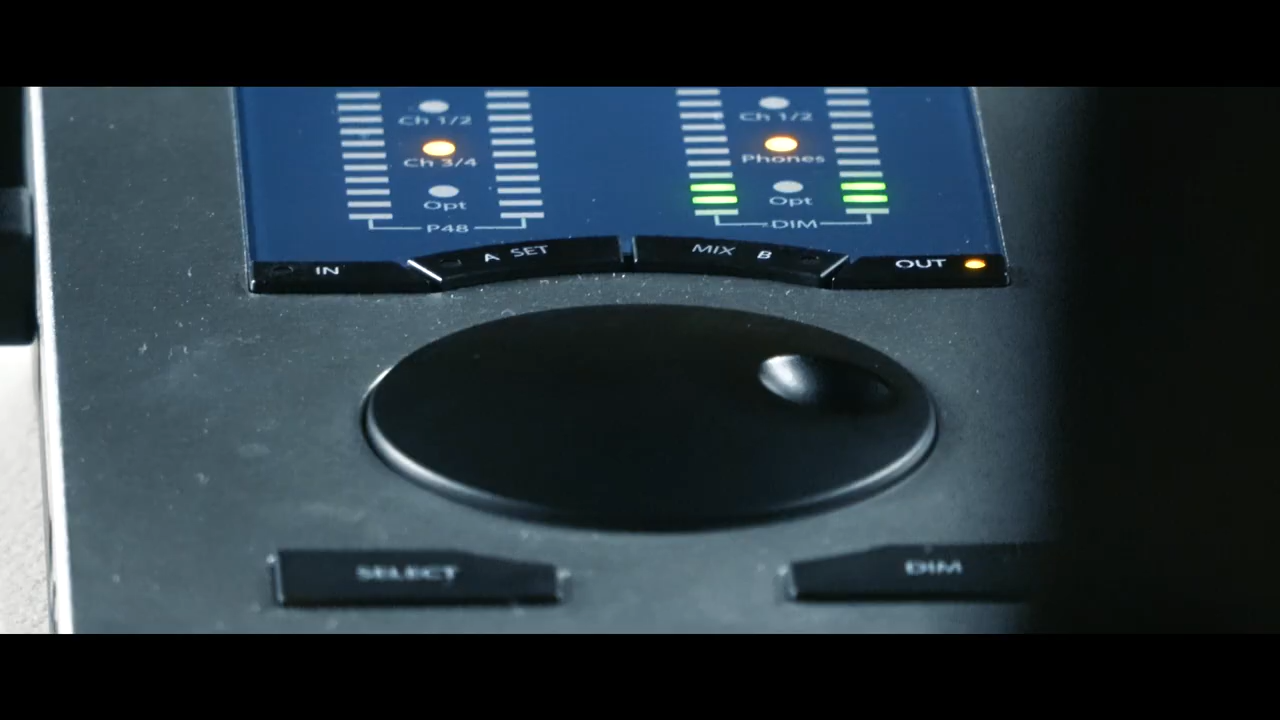 Ch 1/2 Ch 1/2
Ch 3/4 Phones
Opt Opt
P48 DIM
IN A SET MIX B OUT
SELECT DIM